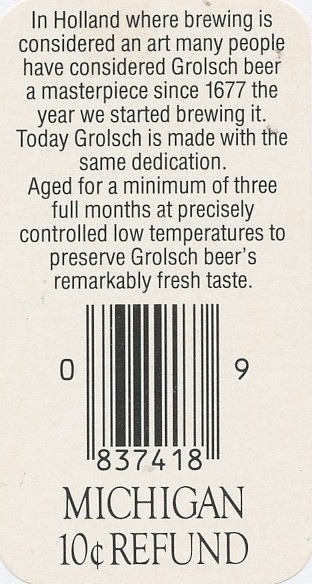 In Holland where brewing is
considered an art many people
have considered Grolsch beer
a masterpiece since 1677 the
year we started brewing it.
Today Grolsch is made with the
same dedication.
Aged for a minimum of three
full months at precisely
controlled low temperatures to
preserve Grolsch beer's
remarkably fresh taste.
0 9
837418
MICHIGAN
10¢ REFUND